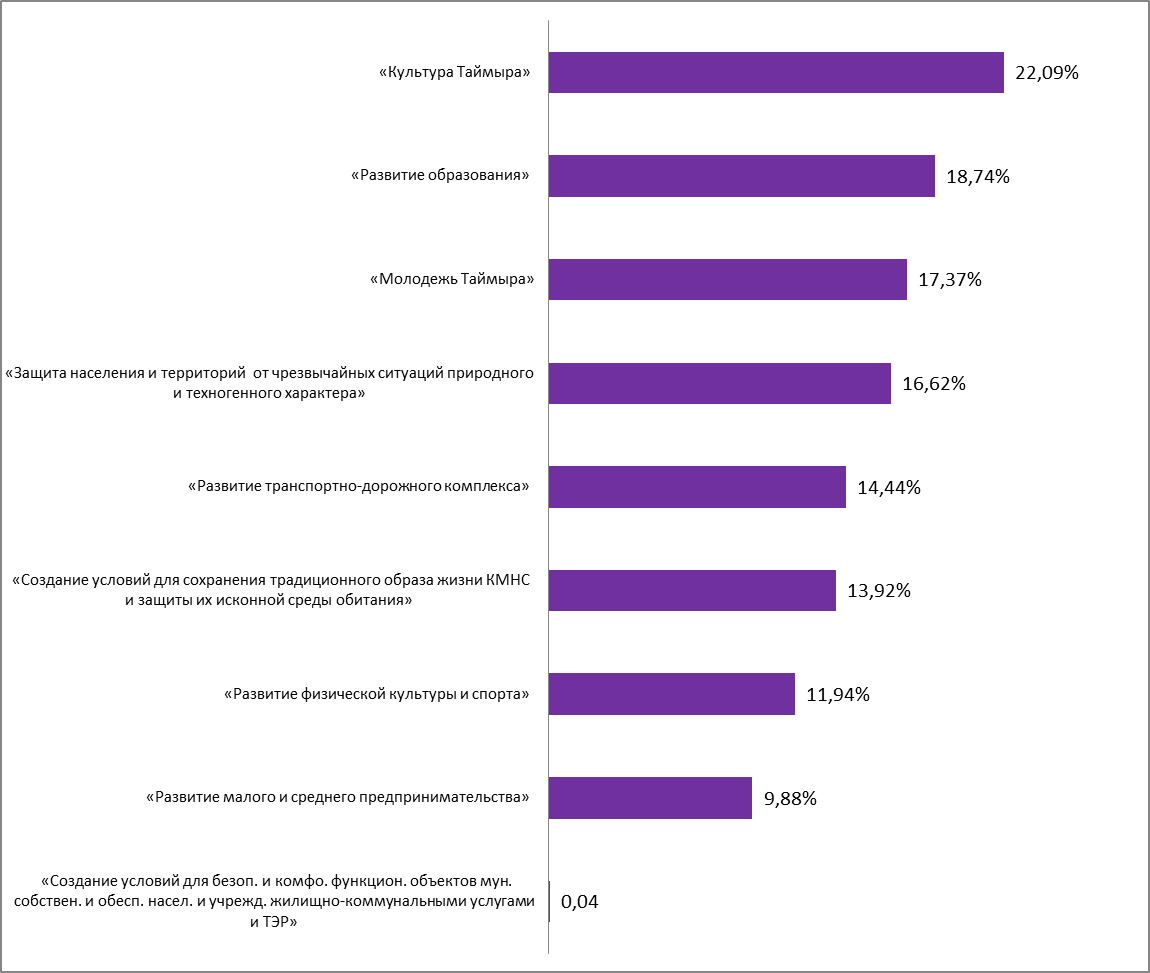 «Культура Таймыра»
22,09%
«Развитие образования»
18,74%
«Молодежь Таймыра»
17,37%
«Защита населения и территорий от чрезвычайных ситуаций природного
и техногенного характера»
16,62%
«Развитие транспортно-дорожного комплекса»
14,44%
«Создание условий для сохранения традиционного образа жизни КМНС
и защиты их исконной среды обитания»
13,92%
«Развитие физической культуры и спорта»
11,94%
«Развитие малого и среднего предпринимательства»
9,88%
«Создание условий для безоп. и комфо. функцион. объектов мун.
собствен. и обесп. насел. и учрежд. жилищно-коммунальными услугами
и ТЭР»
0,04